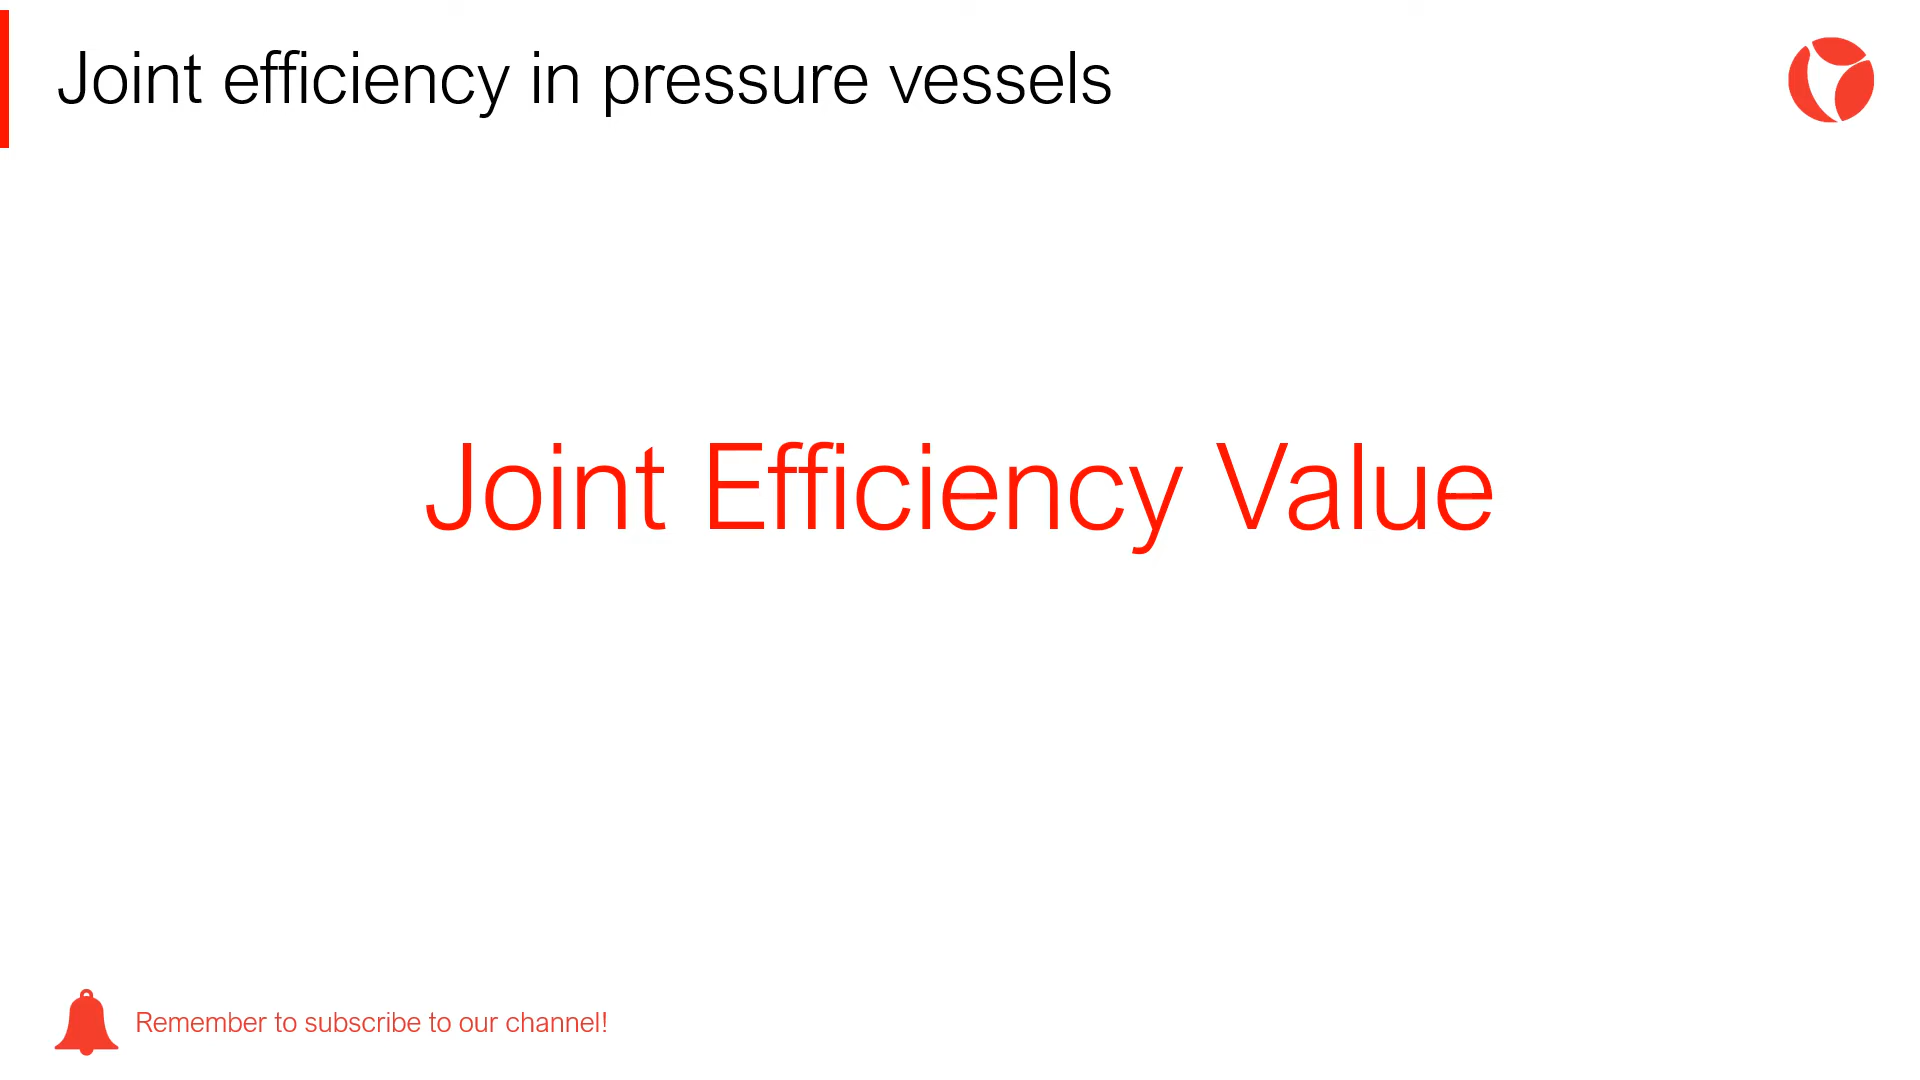 Joint efficiency in pressure vessels
Joint Efficiency Value
Remember to subscribe to our channel!